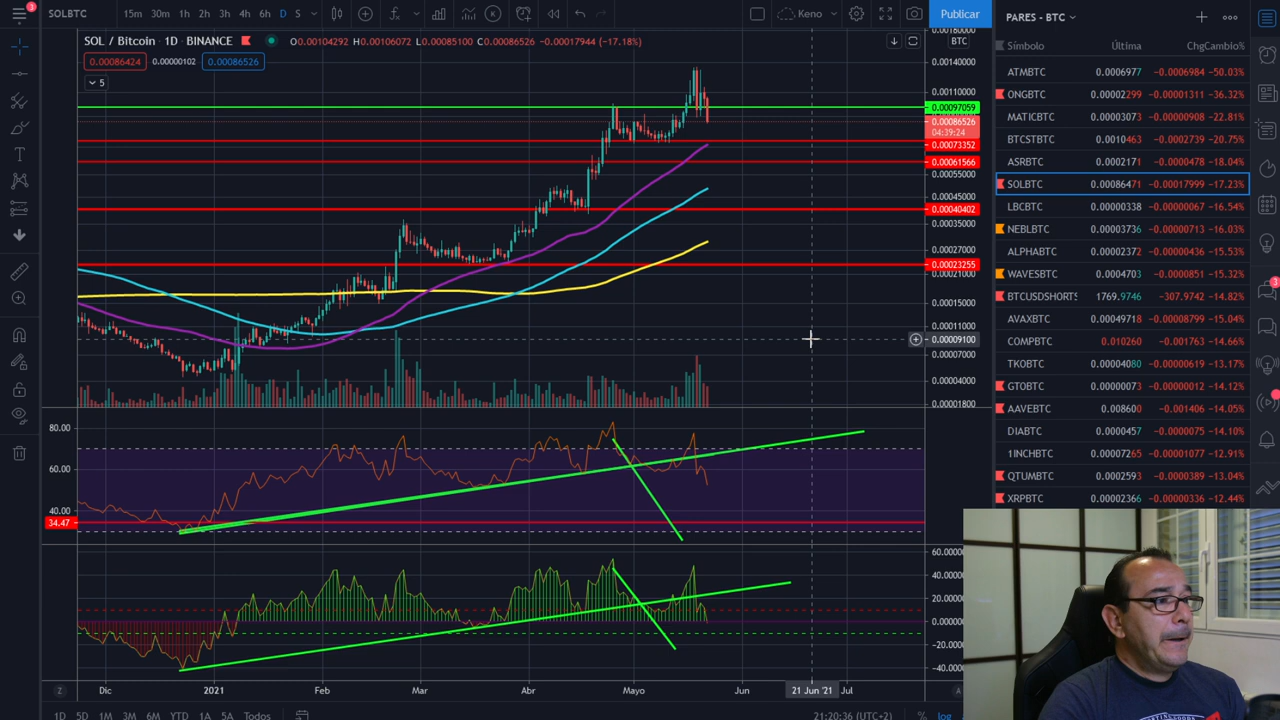 3
SOLBTC
15m 30m 1h 2h 3h 4h 6h D S
Keno
Publicar
PARES - BTC
SOL / Bitcoin · 1D · BINANCE
O0.00104292 H0.00106072 L0.00085100 C0.00086526 −0.00017944 (−17.18%)
BTC
0.00086424 0.00000102 0.00086526
5
0.00140000
0.00110000
0.00097059
0.00086526
04:39:24
0.00073352
0.00061566
0.00055000
0.00045000
0.00040402
0.00035000
0.00027000
0.00023255
0.00021000
0.00015000
0.00011000
0.00009100
0.00007000
0.00004000
0.00001800
80.00
60.00
40.00
34.47
60.0000
40.0000
20.0000
0.00000
−20.000
−40.000
Dic 2021 Feb Mar Abr Mayo Jun 21 Jun '21 Jul
Z
A
1D 5D 1M 3M 6M YTD 1A 5A Todos
21:20:36 (UTC+2)
% log
Símbolo Última ChgCambio%
ATMBTC 0.0006977 −0.0006984 −50.03%
ONGBTC 0.00002299 −0.00001311 −36.32%
MATICBTC 0.00003073 −0.00000908 −22.81%
BTCSTBTC 0.0010463 −0.0002739 −20.75%
ASRBTC 0.0002171 −0.0000478 −18.04%
SOLBTC 0.00086471 −0.00017999 −17.23%
LBCBTC 0.00000338 −0.00000067 −16.54%
NEBLBTC 0.00003736 −0.00000713 −16.03%
ALPHABTC 0.00002372 −0.00000436 −15.53%
WAVESBTC 0.0004703 −0.0000851 −15.32%
BTCUSDSHORTS 1769.9746 −307.9742 −14.82%
AVAXBTC 0.00049718 −0.00008799 −15.04%
COMPBTC 0.010260 −0.001763 −14.66%
TKOBTC 0.00004080 −0.00000620 −13.17%
GTOBTC 0.00000073 −0.00000012 −14.12%
AAVEBTC 0.008600 −0.001406 −14.05%
DIABTC 0.0000457 −0.0000075 −14.10%
1INCHBTC 0.00007265 −0.00001077 −12.91%
QTUMBTC 0.0002593 −0.0000389 −13.04%
XRPBTC 0.00002366 −0.00000336 −12.44%
3